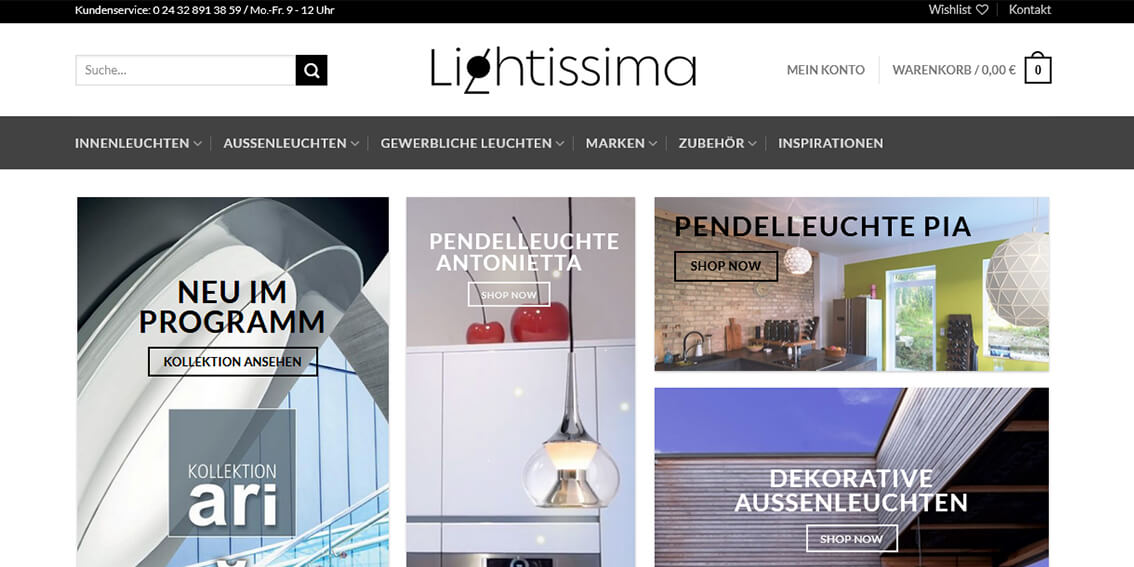 Kundenservice: 0 24 32 891 38 59 / Mo.-Fr. 9 - 12 Uhr
Wishlist
Kontakt
Suche...
Lightissima
MEIN KONTO
WARENKORB / 0,00 €
0
INNENLEUCHTEN
AUSSENLEUCHTEN
GEWERBLICHE LEUCHTEN
MARKEN
ZUBEHÖR
INSPIRATIONEN
NEU IM
PROGRAMM
KOLLEKTION ANSEHEN
KOLLEKTION
ari
PENDELLEUCHTE
ANTONIETTA
SHOP NOW
PENDELLEUCHTE PIA
SHOP NOW
DEKORATIVE
AUSSENLEUCHTEN
SHOP NOW